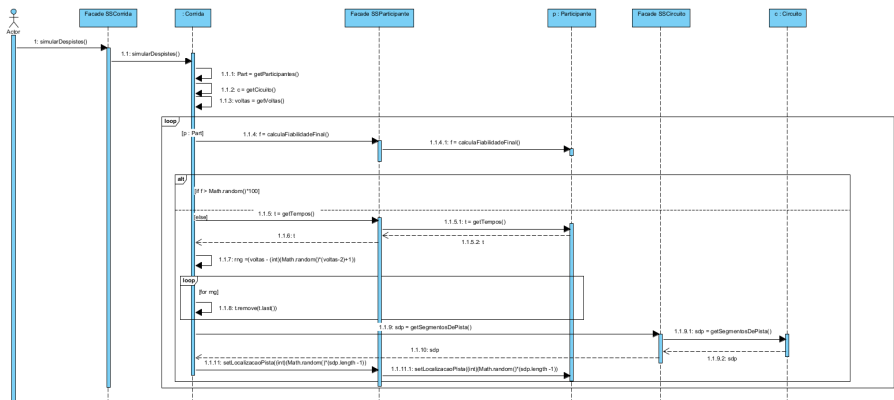 Facade SSCorrida
: Corrida
Facade SSParticipante
p : Participante
Facade SSCircuito
c : Circuito
Actor
1: simularDespistes()
1.1: simularDespistes()
1.1.1: Part = getParticipantes()
1.1.2: c = getCicuito()
1.1.3: voltas = getVoltas()
loop
[p : Part]
1.1.4: f = calculaFiabilidadeFinal()
1.1.4.1: f = calculaFiabilidadeFinal()
alt
[if f > Math.random()*100]
[else]
1.1.5: t = getTempos()
1.1.5.1: t = getTempos()
1.1.6: t
1.1.5.2: t
1.1.7: rng =(voltas - (int)(Math.random()*(voltas-2)+1))
loop
[for rng]
1.1.8: t.remove(t.last())
1.1.9: sdp = getSegmentosDePista()
1.1.9.1: sdp = getSegmentosDePista()
1.1.10: sdp
1.1.9.2: sdp
1.1.11: setLocalizacaoPista((int)(Math.random()*(sdp.length -1))
1.1.11.1: setLocalizacaoPista((int)(Math.random()*(sdp.length -1))